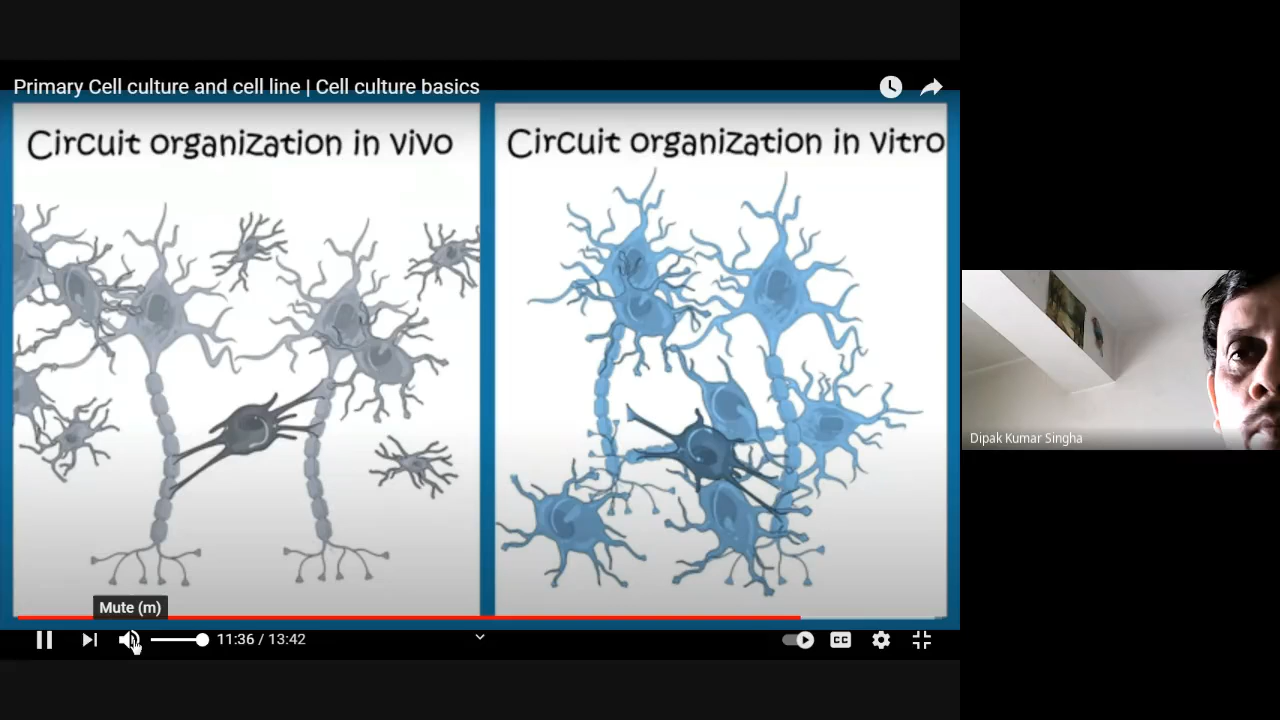 Primary Cell culture and cell line | Cell culture basics
Circuit organization in vivo
Circuit organization in vitro
Dipak Kumar Singha
Mute (m)
11:36 / 13:42
CC